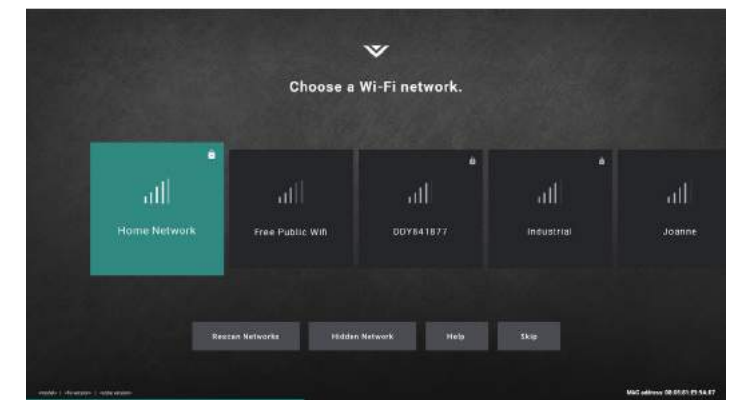 Choose a Wi-Fi network.
Home Network
Free Public Wifi
DDY841877
Industrial
Joanne
Rescan Networks
Hidden Network
Help
Skip